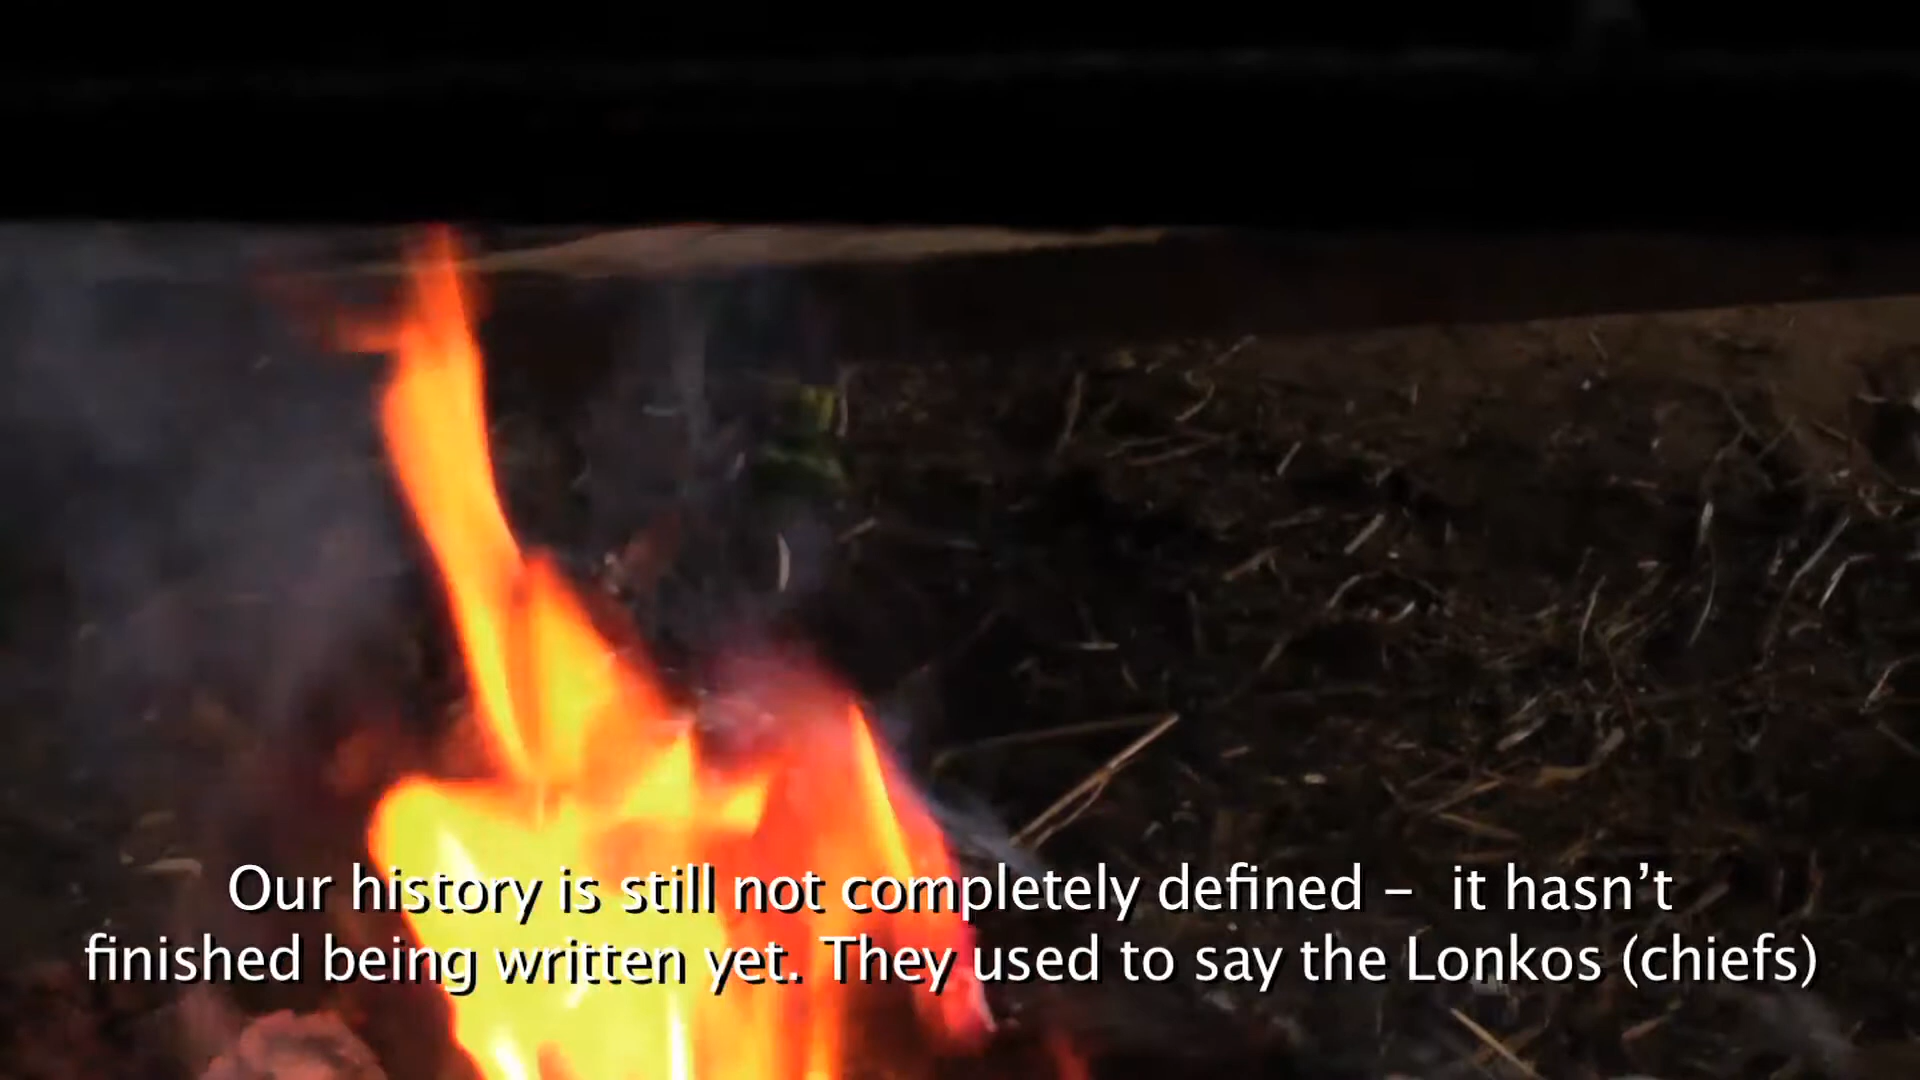 Our history is still not completely defined – it hasn’t
finished being written yet. They used to say the Lonkos (chiefs)